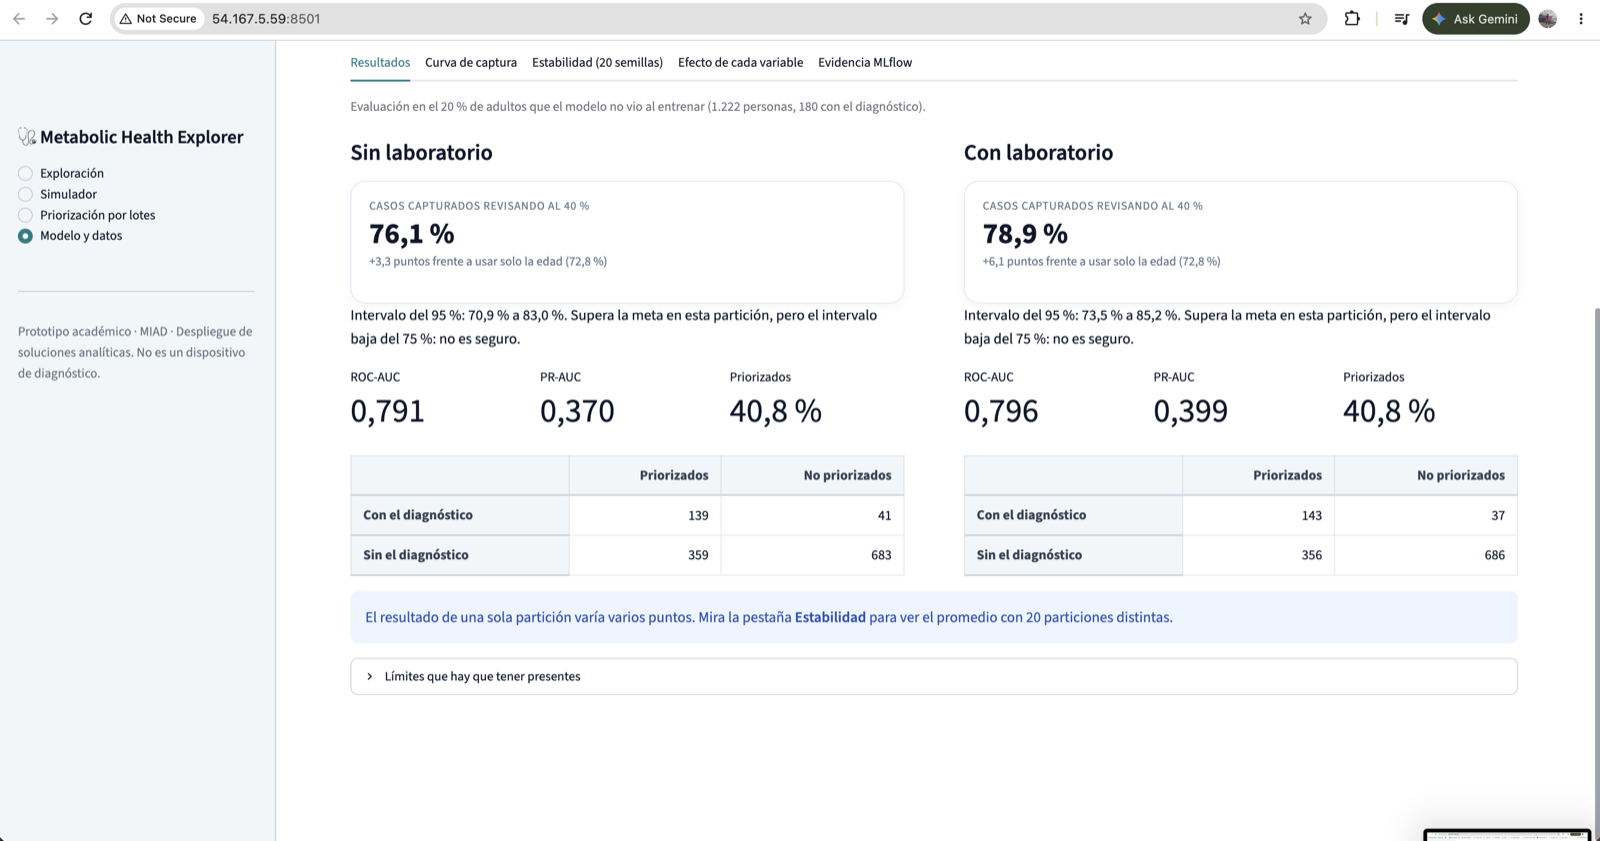 Not Secure
54.167.5.59:8501
Ask Gemini
Metabolic Health Explorer
Exploración
Simulador
Priorización por lotes
Modelo y datos
Prototipo académico · MIAD · Despliegue de
soluciones analíticas. No es un dispositivo
de diagnóstico.
Resultados Curva de captura Estabilidad (20 semillas) Efecto de cada variable Evidencia MLflow
Evaluación en el 20 % de adultos que el modelo no vio al entrenar (1.222 personas, 180 con el diagnóstico).
Sin laboratorio
CASOS CAPTURADOS REVISANDO AL 40 %
76,1 %
+3,3 puntos frente a usar solo la edad (72,8 %)
Intervalo del 95 %: 70,9 % a 83,0 %. Supera la meta en esta partición, pero el intervalo
baja del 75 %: no es seguro.
ROC-AUC PR-AUC Priorizados
0,791 0,370 40,8 %
Priorizados No priorizados
Con el diagnóstico 139 41
Sin el diagnóstico 359 683
Con laboratorio
CASOS CAPTURADOS REVISANDO AL 40 %
78,9 %
+6,1 puntos frente a usar solo la edad (72,8 %)
Intervalo del 95 %: 73,5 % a 85,2 %. Supera la meta en esta partición, pero el intervalo
baja del 75 %: no es seguro.
ROC-AUC PR-AUC Priorizados
0,796 0,399 40,8 %
Priorizados No priorizados
Con el diagnóstico 143 37
Sin el diagnóstico 356 686
El resultado de una sola partición varía varios puntos. Mira la pestaña Estabilidad para ver el promedio con 20 particiones distintas.
Límites que hay que tener presentes